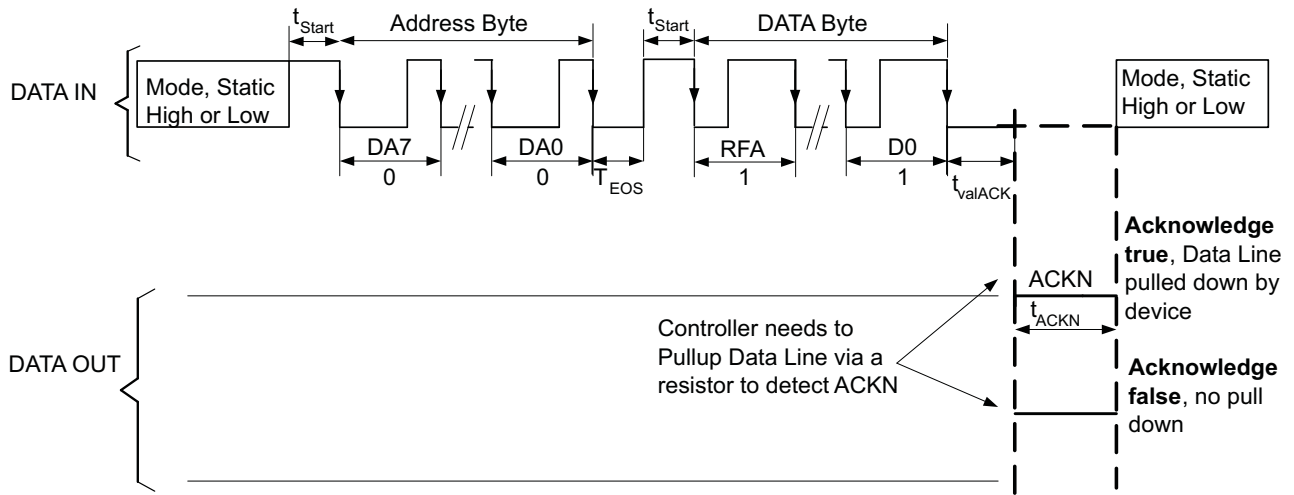 tStart
Address Byte
tStart
DATA Byte
DATA IN
Mode, Static
High or Low
Mode, Static
High or Low
DA7
0
DA0
0
TEOS
RFA
1
D0
1
tvalACK
Acknowledge
true, Data Line
pulled down by
device
ACKN
tACKN
Controller needs to
Pullup Data Line via a
resistor to detect ACKN
DATA OUT
Acknowledge
false, no pull
down